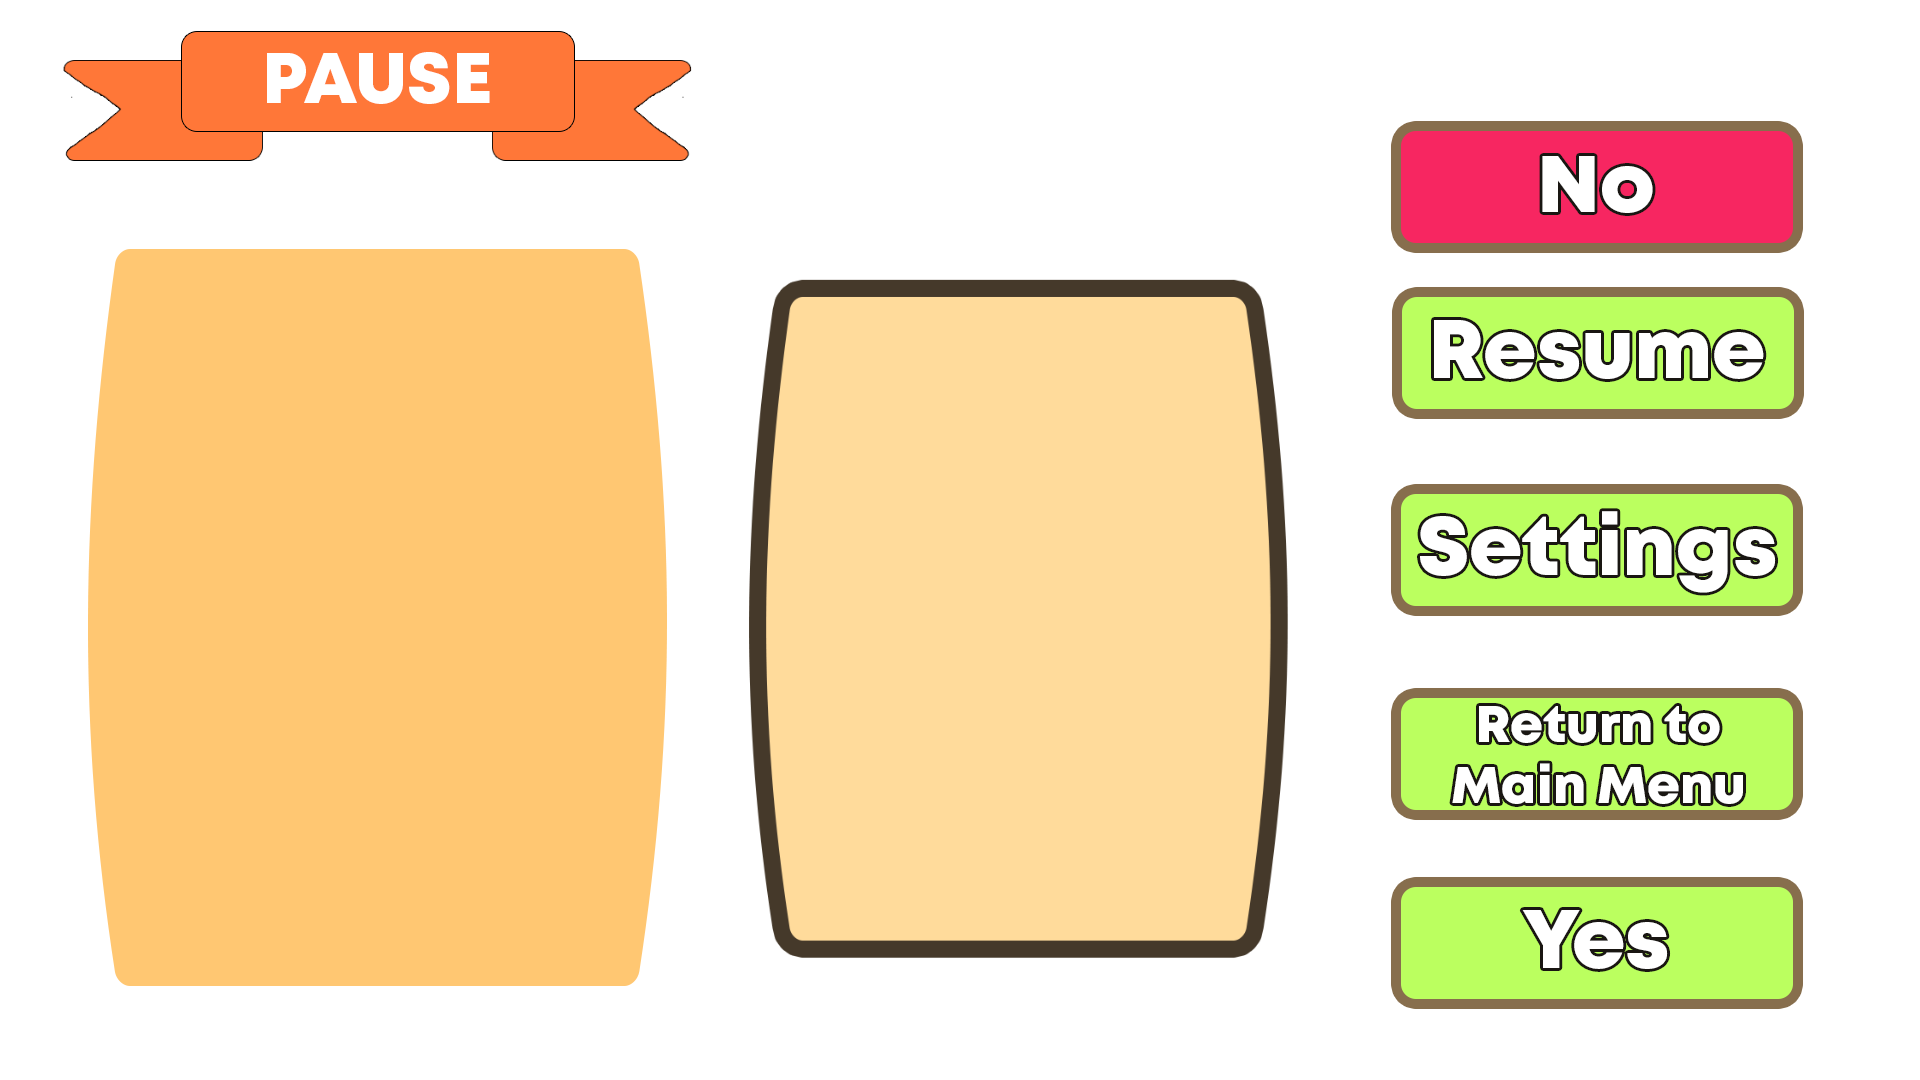 PAUSE
No
Resume
Settings
Return to
Main Menu
Yes